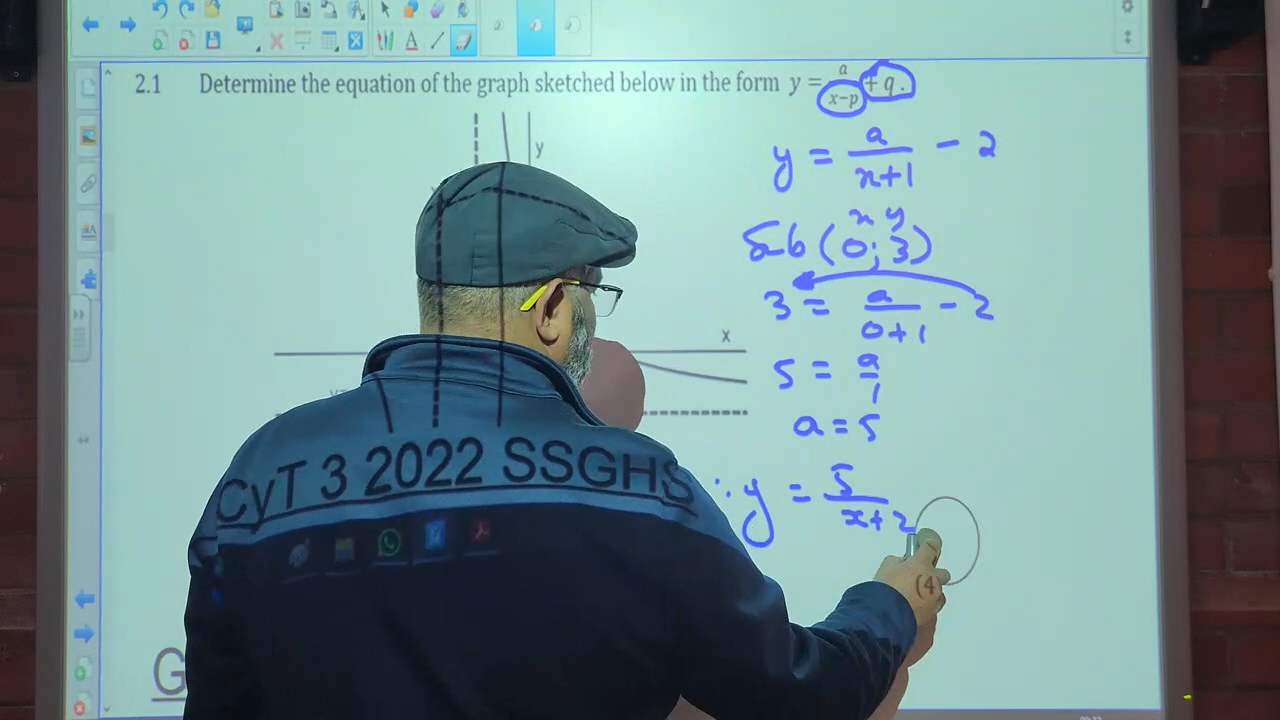 2.1 Determine the equation of the graph sketched below in the form y = a/(x–p) + q.
y = a/(x+1) - 2
x y
Sub (0; 3)
3 = a/(0+1) - 2
5 = a/1
a = 5
∴ y = 5/(x+2
y
x
(4
CyT 3 2022 SSGHS
G